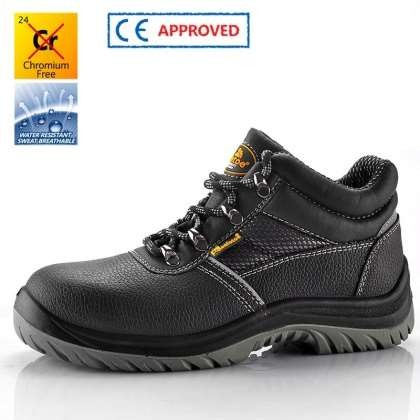 24
Cr
Chromium
Free
CE APPROVED
WATER RESISTANT
SWEAT BREATHABLE